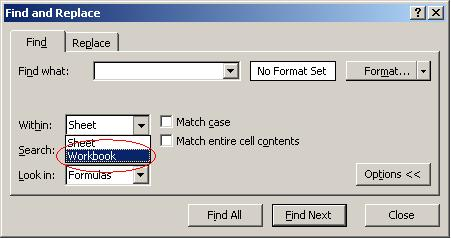 Find and Replace
Find Replace
Find what: No Format Set Format...
Within: Sheet Match case
Sheet
Search: Workbook Match entire cell contents
Look in: Formulas Options <<
Find All Find Next Close